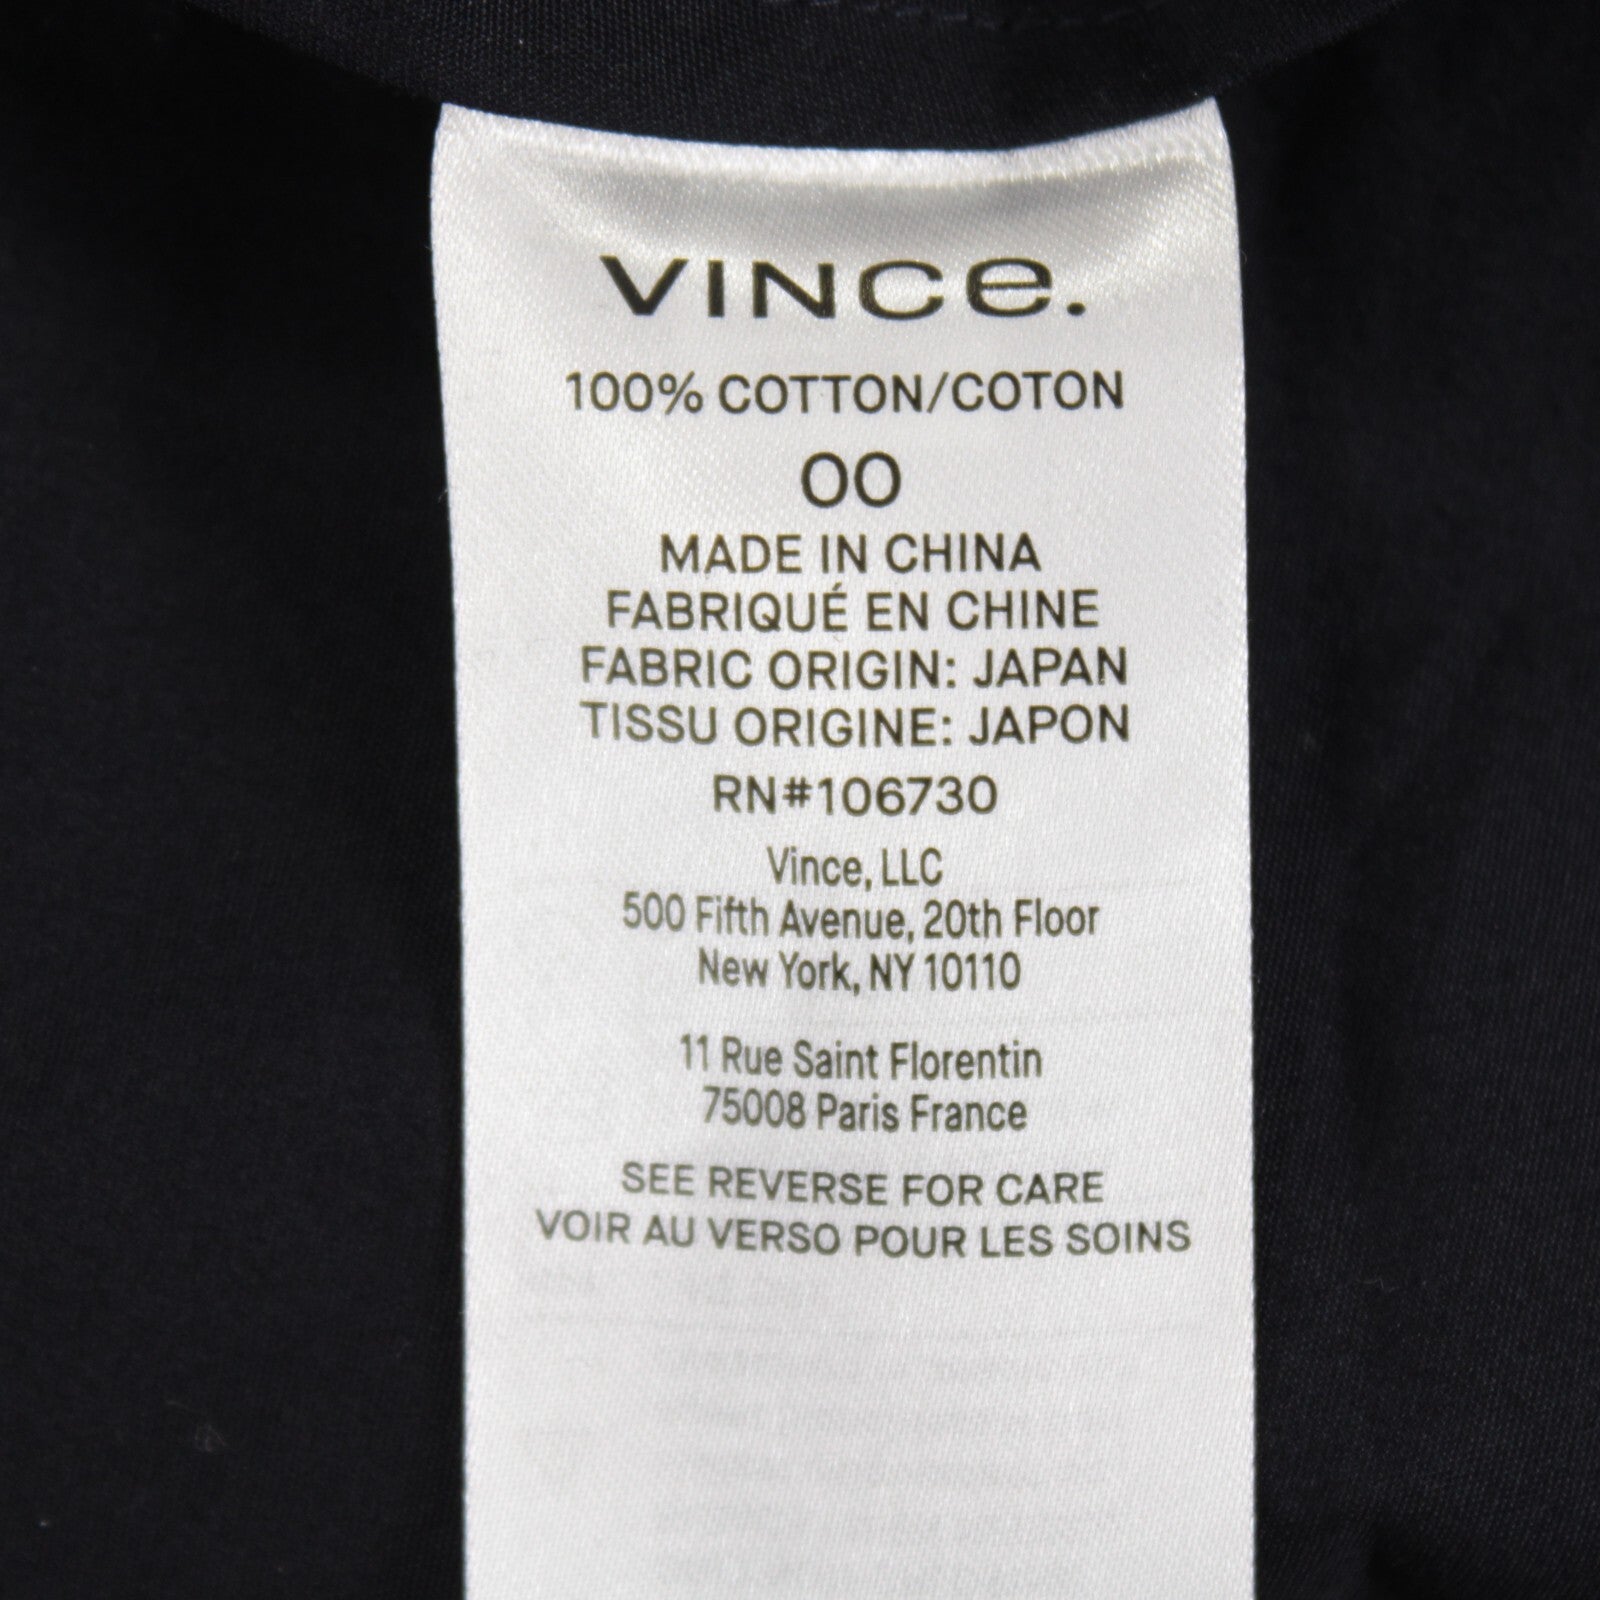 VINCe.
100% COTTON/COTON
00
MADE IN CHINA
FABRIQUÉ EN CHINE
FABRIC ORIGIN: JAPAN
TISSU ORIGINE: JAPON
RN#106730
Vince, LLC
500 Fifth Avenue, 20th Floor
New York, NY 10110
11 Rue Saint Florentin
75008 Paris France
SEE REVERSE FOR CARE
VOIR AU VERSO POUR LES SOINS